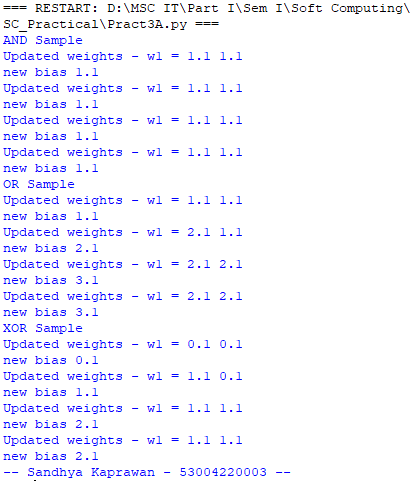 === RESTART: D:\MSC IT\Part I\Sem I\Soft Computing\
SC_Practical\Pract3A.py ===
AND Sample
Updated weights - w1 = 1.1 1.1
new bias 1.1
Updated weights - w1 = 1.1 1.1
new bias 1.1
Updated weights - w1 = 1.1 1.1
new bias 1.1
Updated weights - w1 = 1.1 1.1
new bias 1.1
OR Sample
Updated weights - w1 = 1.1 1.1
new bias 1.1
Updated weights - w1 = 2.1 1.1
new bias 2.1
Updated weights - w1 = 2.1 2.1
new bias 3.1
Updated weights - w1 = 2.1 2.1
new bias 3.1
XOR Sample
Updated weights - w1 = 0.1 0.1
new bias 0.1
Updated weights - w1 = 1.1 0.1
new bias 1.1
Updated weights - w1 = 1.1 1.1
new bias 2.1
Updated weights - w1 = 1.1 1.1
new bias 2.1
-- Sandhya Kaprawan - 53004220003 --